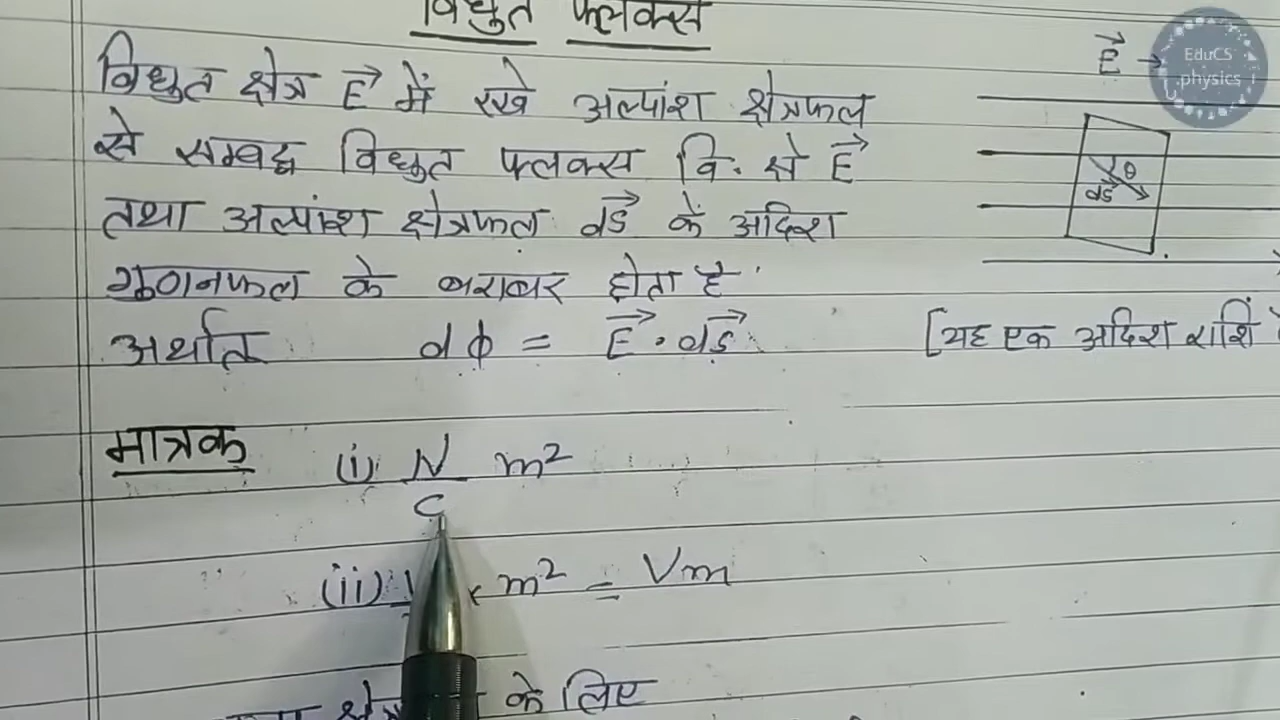 विधुत फ्लक्स
विधुत क्षेत्र E→ में रखे अल्पांश क्षेत्रफल
से सम्बद्ध विधुत फ्लक्स वि. क्षे E→
तथा अल्पांश क्षेत्रफल dS→ के अदिश
गुणनफल के बराबर होता है
अर्थात dϕ = E→ · dS→
[यह एक अदिश राशि
मात्रक (i) N/C m²
(ii) × m² = Vm
के लिए
E→ →
θ
dS→
EduCS
physics